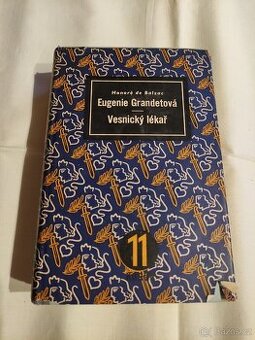 Honoré de Balzac
Eugenie Grandetová
Vesnický lékař
11